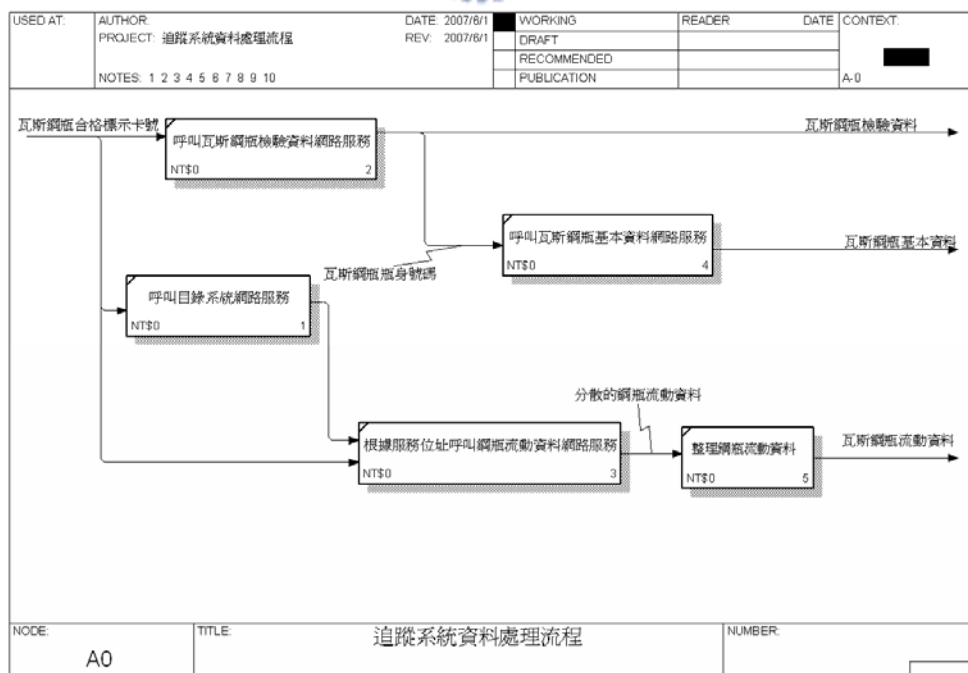 USED AT:
AUTHOR:
DATE: 2007/6/1
WORKING
READER
DATE
CONTEXT:
PROJECT: 追蹤系統資料處理流程
REV: 2007/6/1
DRAFT
RECOMMENDED
NOTES: 1 2 3 4 5 6 7 8 9 10
PUBLICATION
A-0
瓦斯鋼瓶合格標示卡號
呼叫瓦斯鋼瓶檢驗資料網路服務
NT$0
2
瓦斯鋼瓶檢驗資料
呼叫瓦斯鋼瓶基本資料網路服務
NT$0
4
瓦斯鋼瓶基本資料
瓦斯鋼瓶瓶身號碼
呼叫目錄系統網路服務
NT$0
1
分散的鋼瓶流動資料
根據服務位址呼叫鋼瓶流動資料網路服務
NT$0
3
整理鋼瓶流動資料
NT$0
5
瓦斯鋼瓶流動資料
NODE:
A0
TITLE:
追蹤系統資料處理流程
NUMBER: